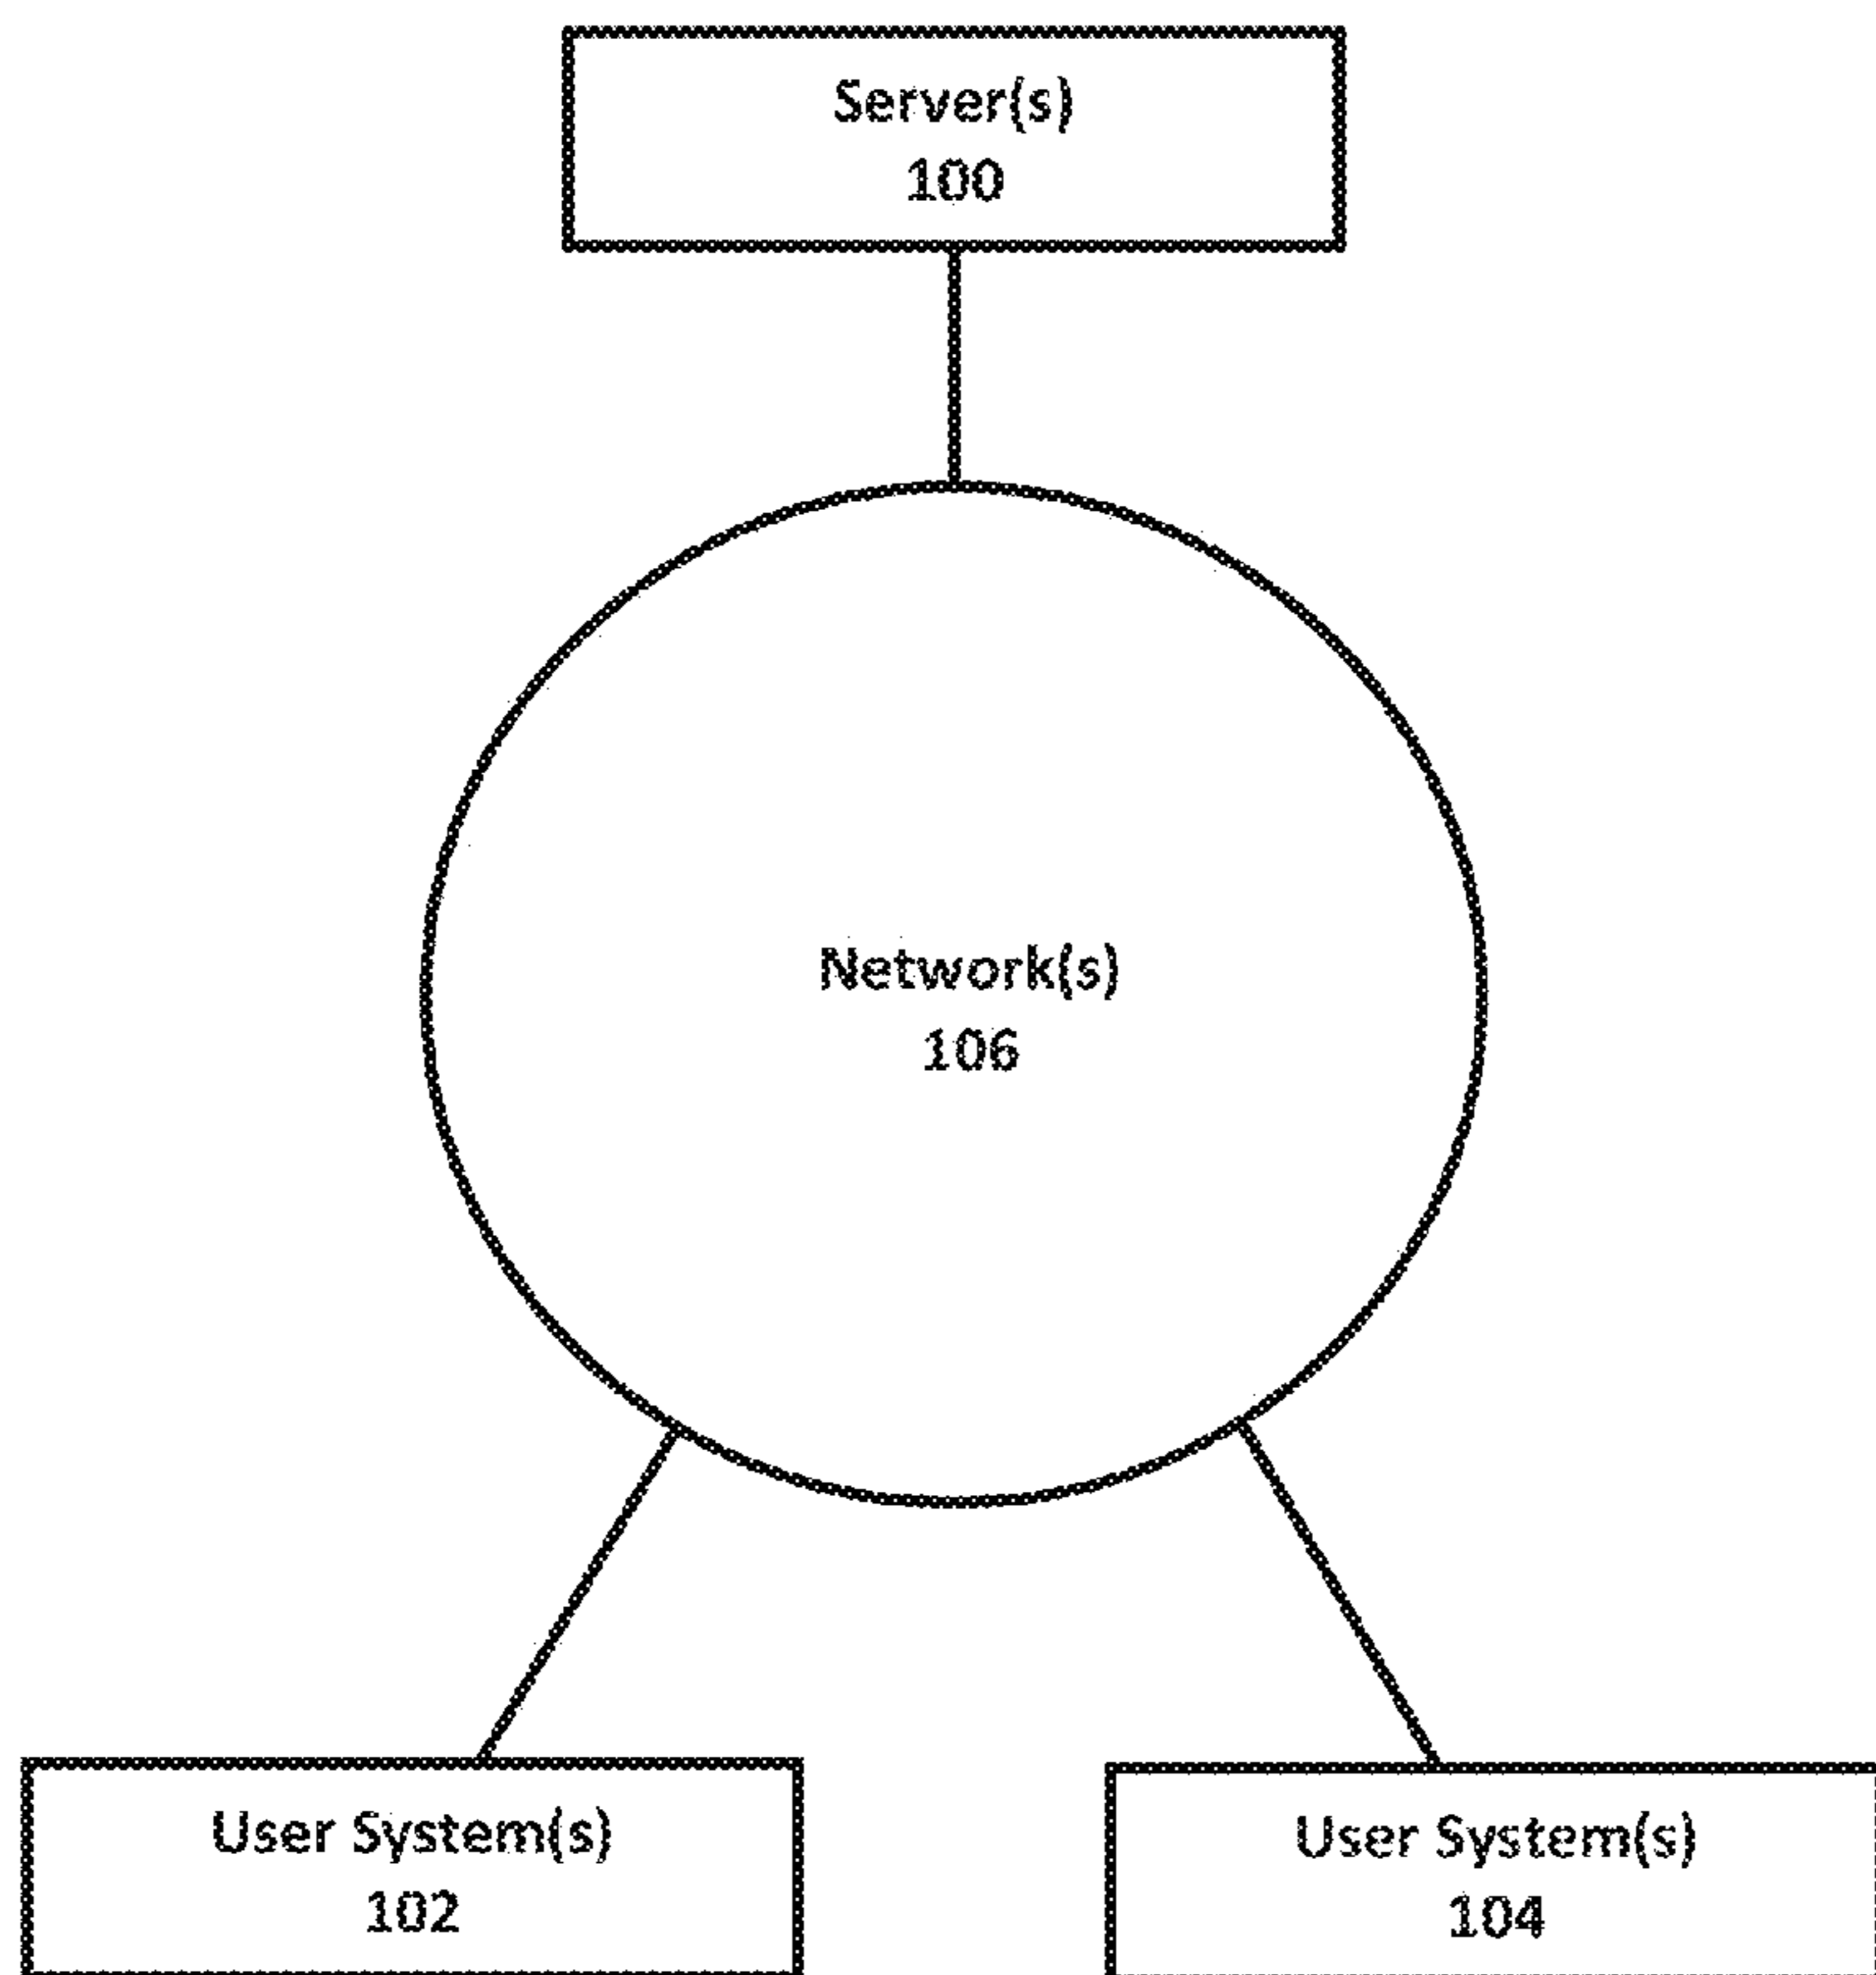 Server(s)
100
Network(s)
106
User System(s)
102
User System(s)
104